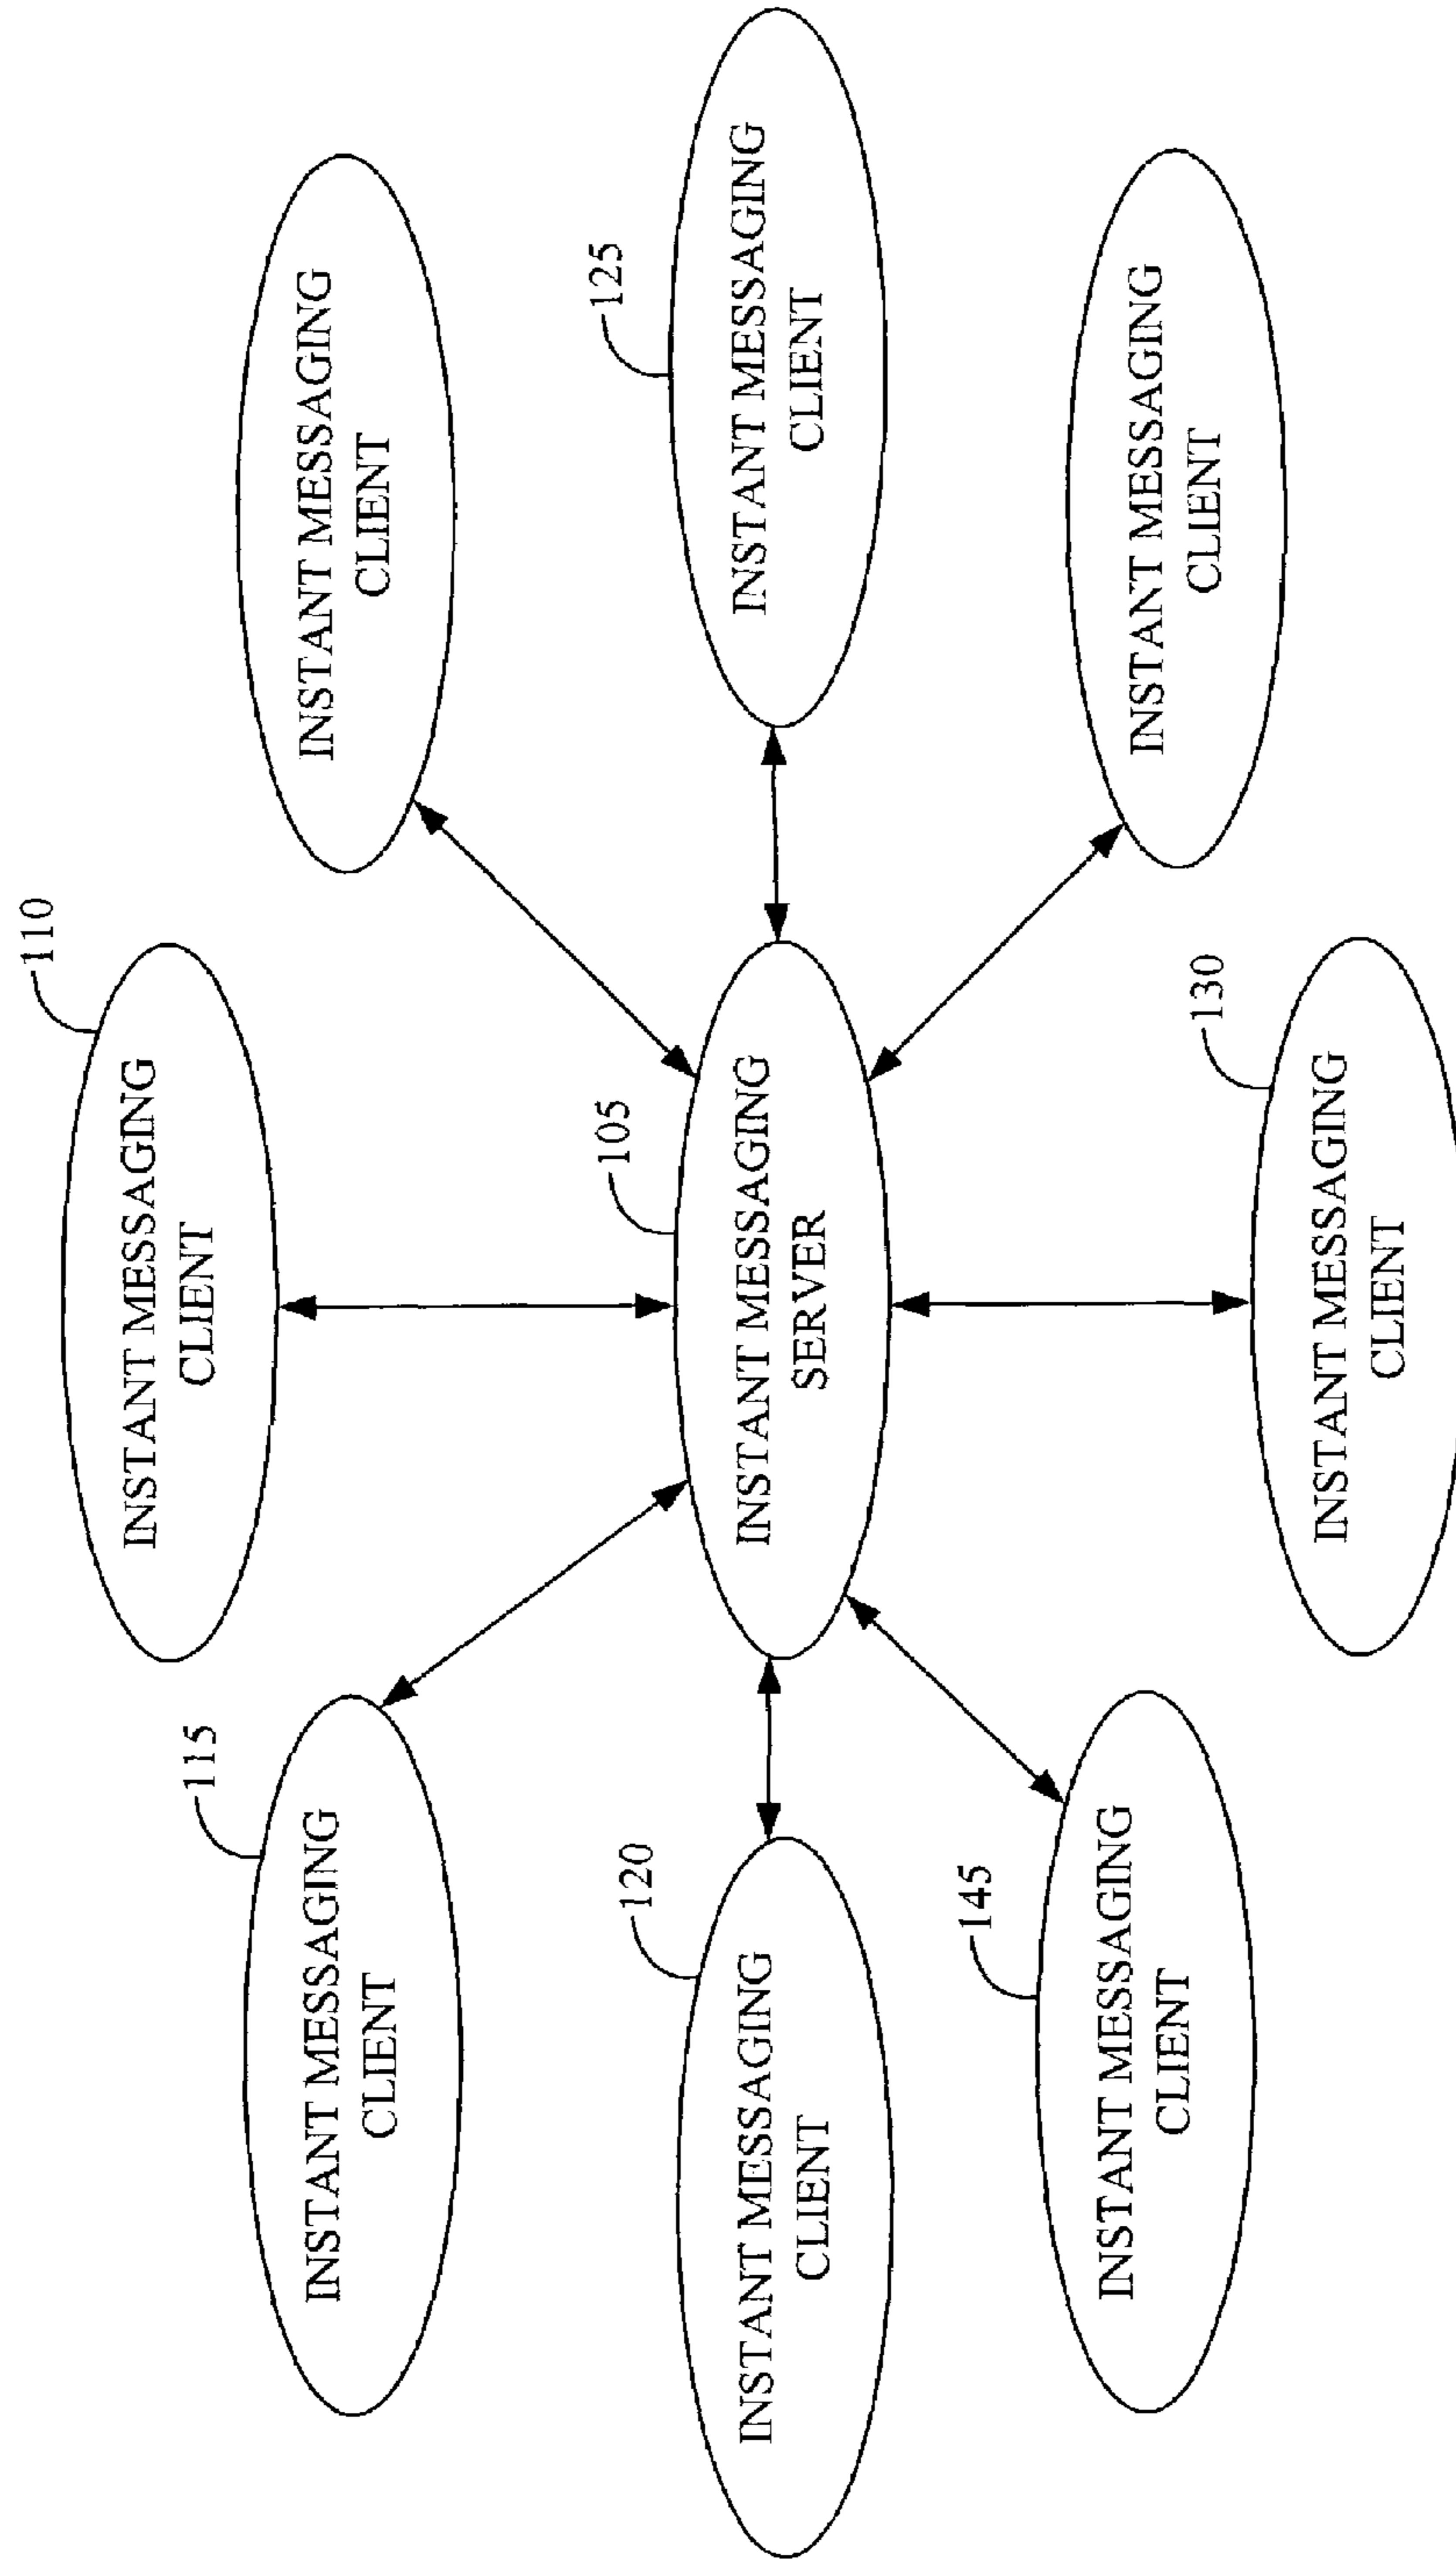 110
INSTANT MESSAGING
CLIENT
115
INSTANT MESSAGING
CLIENT
INSTANT MESSAGING
CLIENT
105
INSTANT MESSAGING
SERVER
120
INSTANT MESSAGING
CLIENT
125
INSTANT MESSAGING
CLIENT
145
INSTANT MESSAGING
CLIENT
130
INSTANT MESSAGING
CLIENT
INSTANT MESSAGING
CLIENT